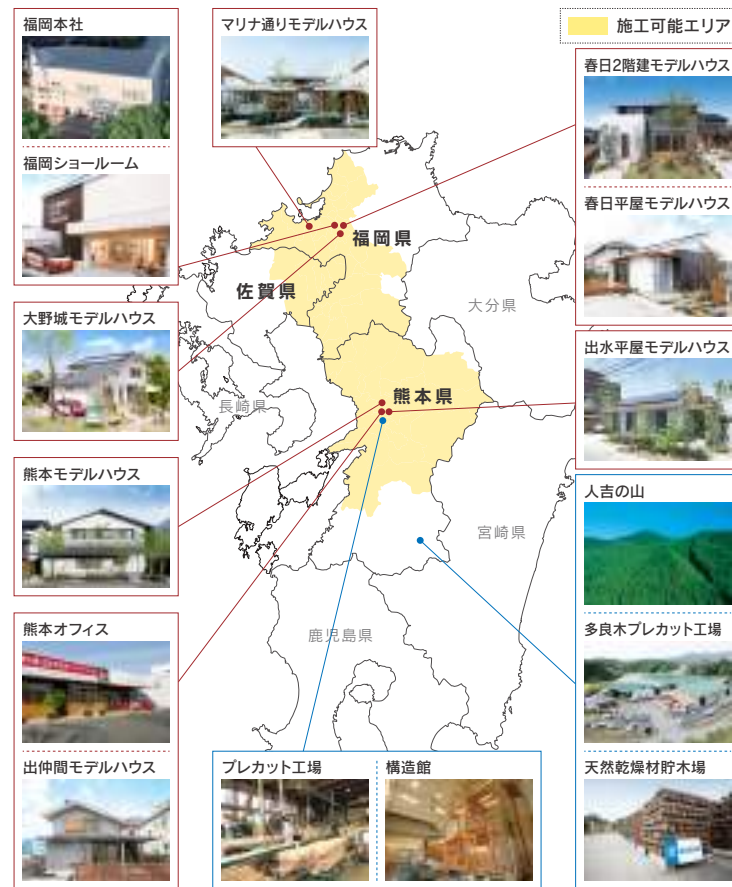 福岡本社
福岡ショールーム
マリナ通りモデルハウス
施工可能エリア
春日2階建モデルハウス
春日平屋モデルハウス
福岡県
佐賀県
大分県
大野城モデルハウス
出水平屋モデルハウス
長崎県
熊本県
熊本モデルハウス
人吉の山
宮崎県
熊本オフィス
鹿児島県
多良木プレカット工場
出仲間モデルハウス
プレカット工場
構造館
天然乾燥材貯木場